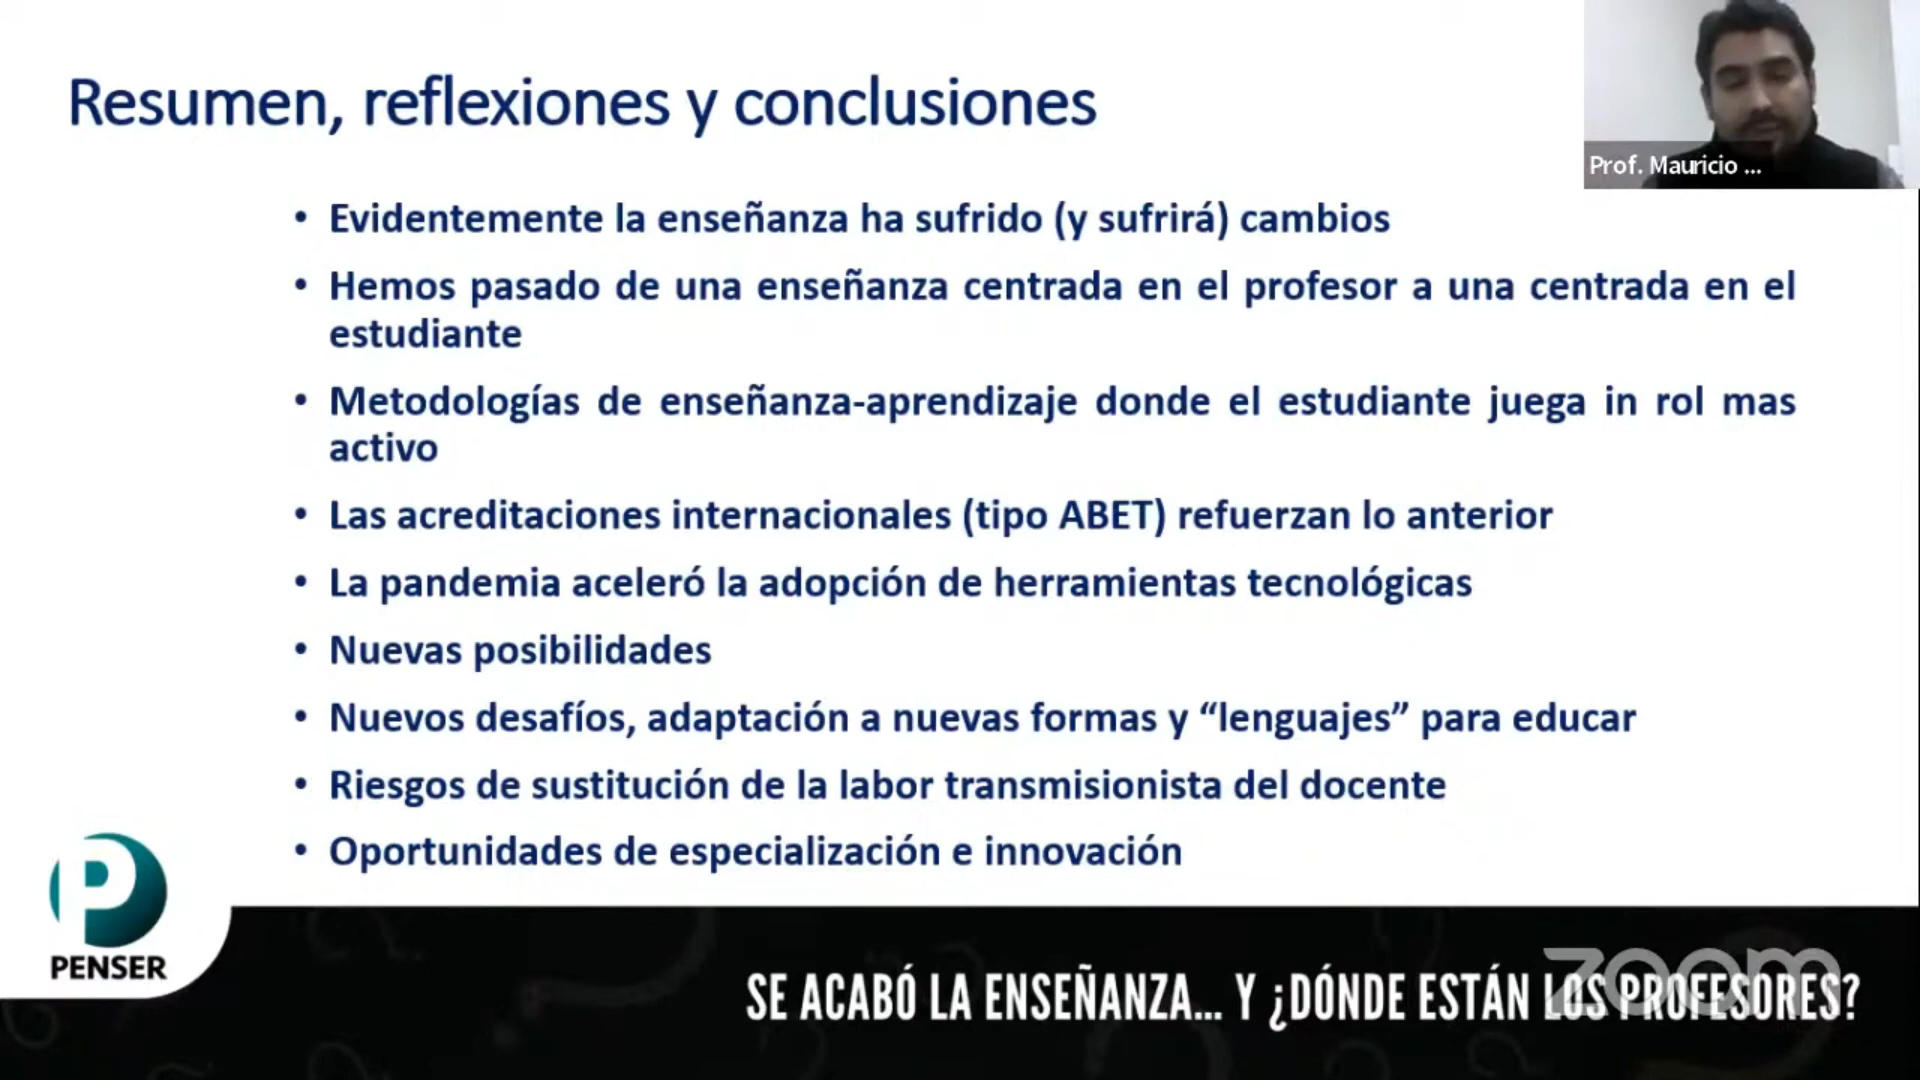 Resumen, reflexiones y conclusiones
Prof. Mauricio ...
• Evidentemente la enseñanza ha sufrido (y sufrirá) cambios
• Hemos pasado de una enseñanza centrada en el profesor a una centrada en el
estudiante
• Metodologías de enseñanza-aprendizaje donde el estudiante juega in rol mas
activo
• Las acreditaciones internacionales (tipo ABET) refuerzan lo anterior
• La pandemia aceleró la adopción de herramientas tecnológicas
• Nuevas posibilidades
• Nuevos desafíos, adaptación a nuevas formas y “lenguajes” para educar
• Riesgos de sustitución de la labor transmisionista del docente
• Oportunidades de especialización e innovación
P
PENSER
SE ACABÓ LA ENSEÑANZA... Y ¿DÓNDE ESTÁN LOS PROFESORES?
zoom